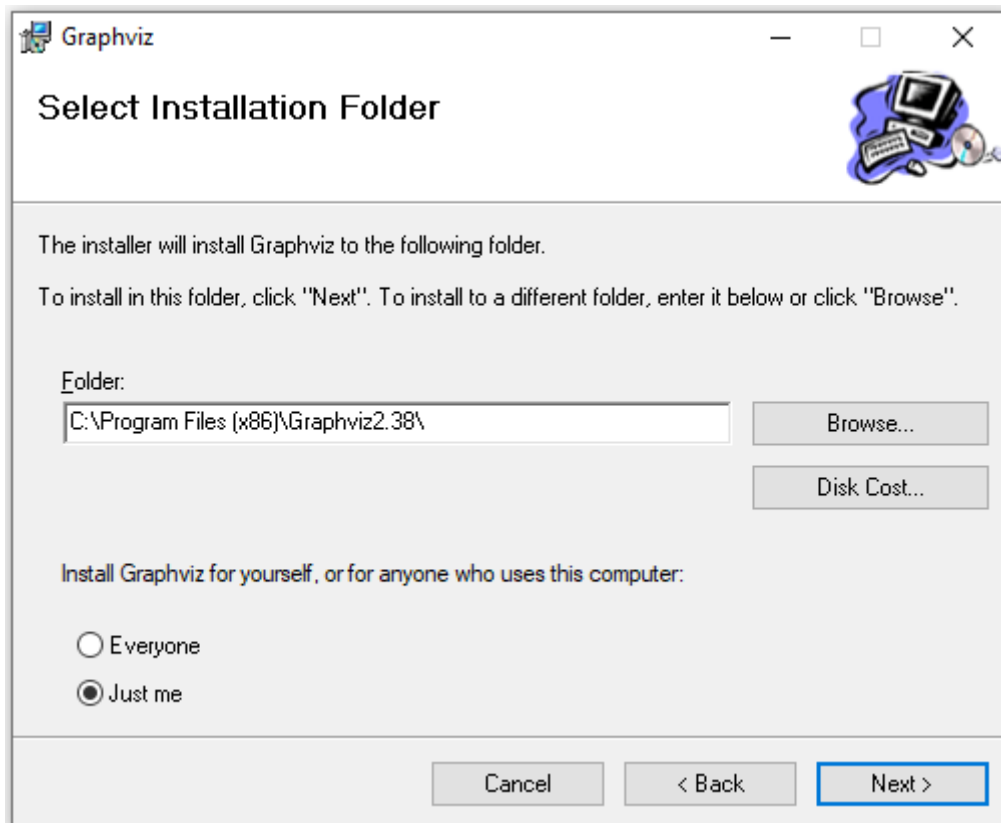 Graphviz
Select Installation Folder
The installer will install Graphviz to the following folder.
To install in this folder, click "Next". To install to a different folder, enter it below or click "Browse".
Folder:
C:\Program Files (x86)\Graphviz2.38\
Browse...
Disk Cost...
Install Graphviz for yourself, or for anyone who uses this computer:
Everyone
Just me
Cancel
< Back
Next >